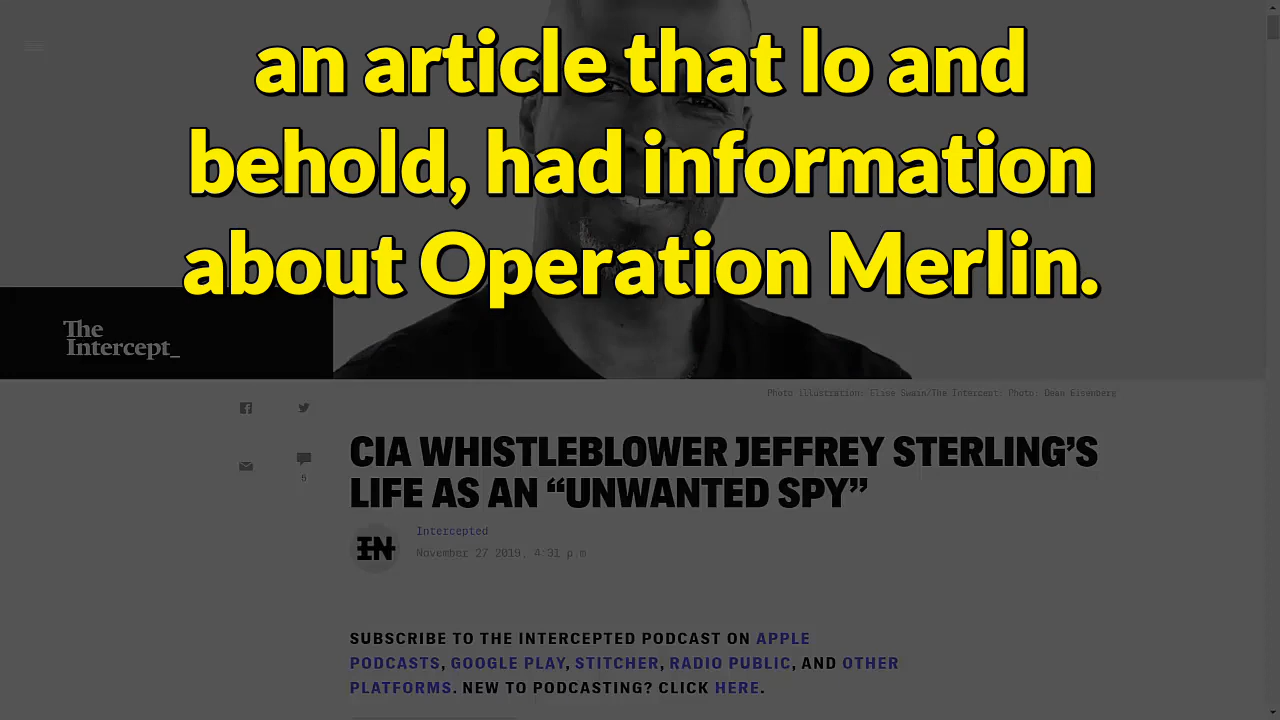 an article that lo and
behold, had information
about Operation Merlin.
The
Intercept_
Photo illustration: Elise Swain/The Intercept; Photo: Dean Eisenberg
6
CIA WHISTLEBLOWER JEFFREY STERLING’S
LIFE AS AN “UNWANTED SPY”
IN
Intercepted
November 27 2019, 4:31 p.m
SUBSCRIBE TO THE INTERCEPTED PODCAST ON APPLE
PODCASTS, GOOGLE PLAY, STITCHER, RADIO PUBLIC, AND OTHER
PLATFORMS. NEW TO PODCASTING? CLICK HERE.